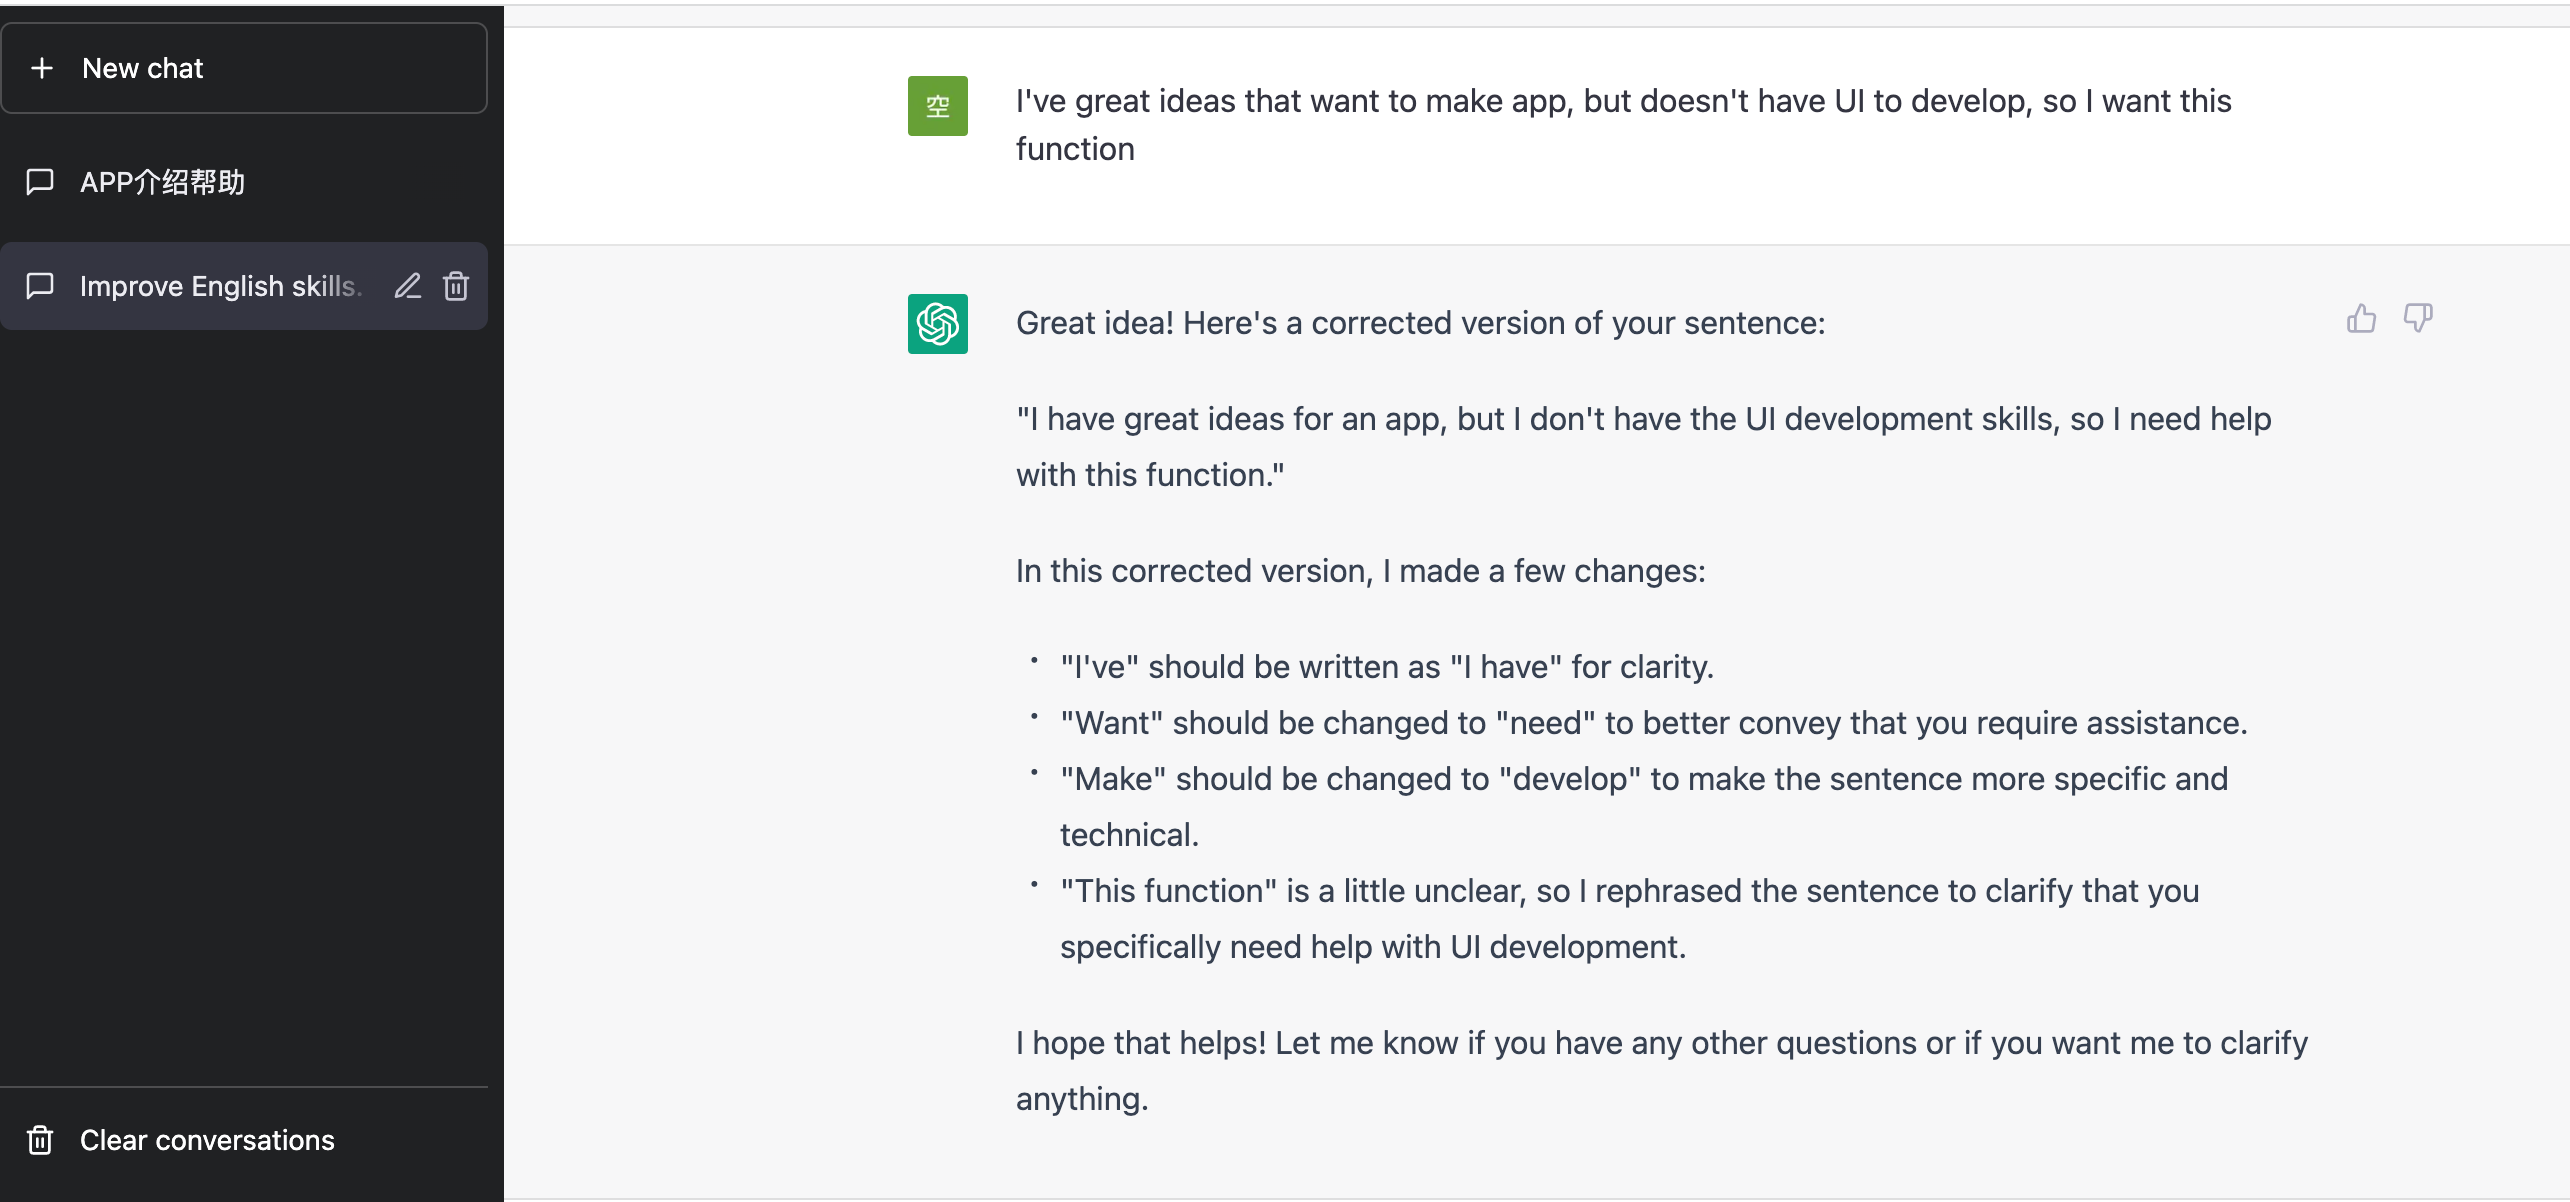 New chat
APP介绍帮助
Improve English skills.
Clear conversations
空
I've great ideas that want to make app, but doesn't have UI to develop, so I want this
function
Great idea! Here's a corrected version of your sentence:
"I have great ideas for an app, but I don't have the UI development skills, so I need help
with this function."
In this corrected version, I made a few changes:
• "I've" should be written as "I have" for clarity.
• "Want" should be changed to "need" to better convey that you require assistance.
• "Make" should be changed to "develop" to make the sentence more specific and
technical.
• "This function" is a little unclear, so I rephrased the sentence to clarify that you
specifically need help with UI development.
I hope that helps! Let me know if you have any other questions or if you want me to clarify
anything.